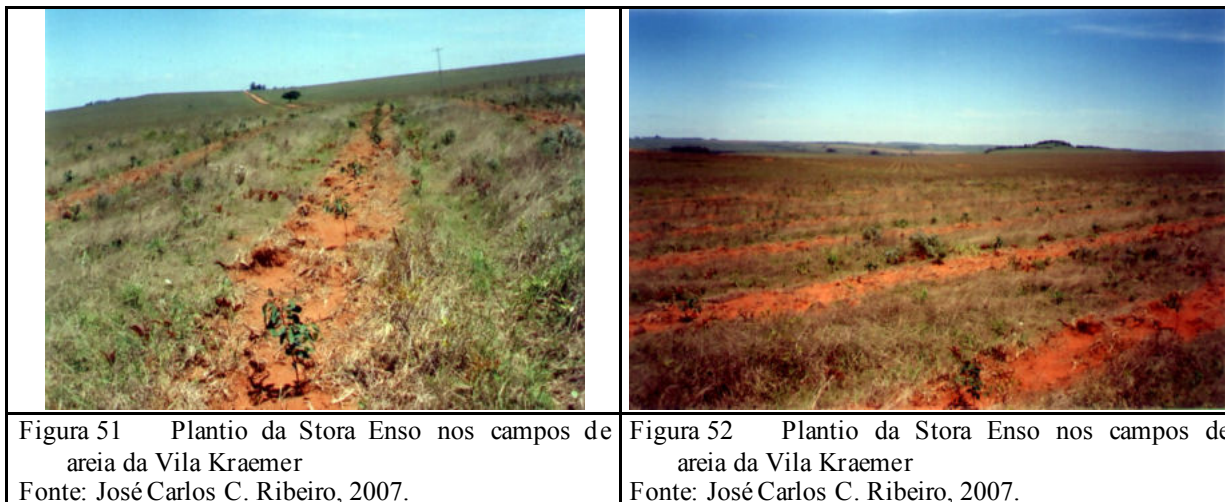 Figura 51 Plantio da Stora Enso nos campos de
areia da Vila Kraemer
Fonte: José Carlos C. Ribeiro, 2007.
Figura 52 Plantio da Stora Enso nos campos de
areia da Vila Kraemer
Fonte: José Carlos C. Ribeiro, 2007.